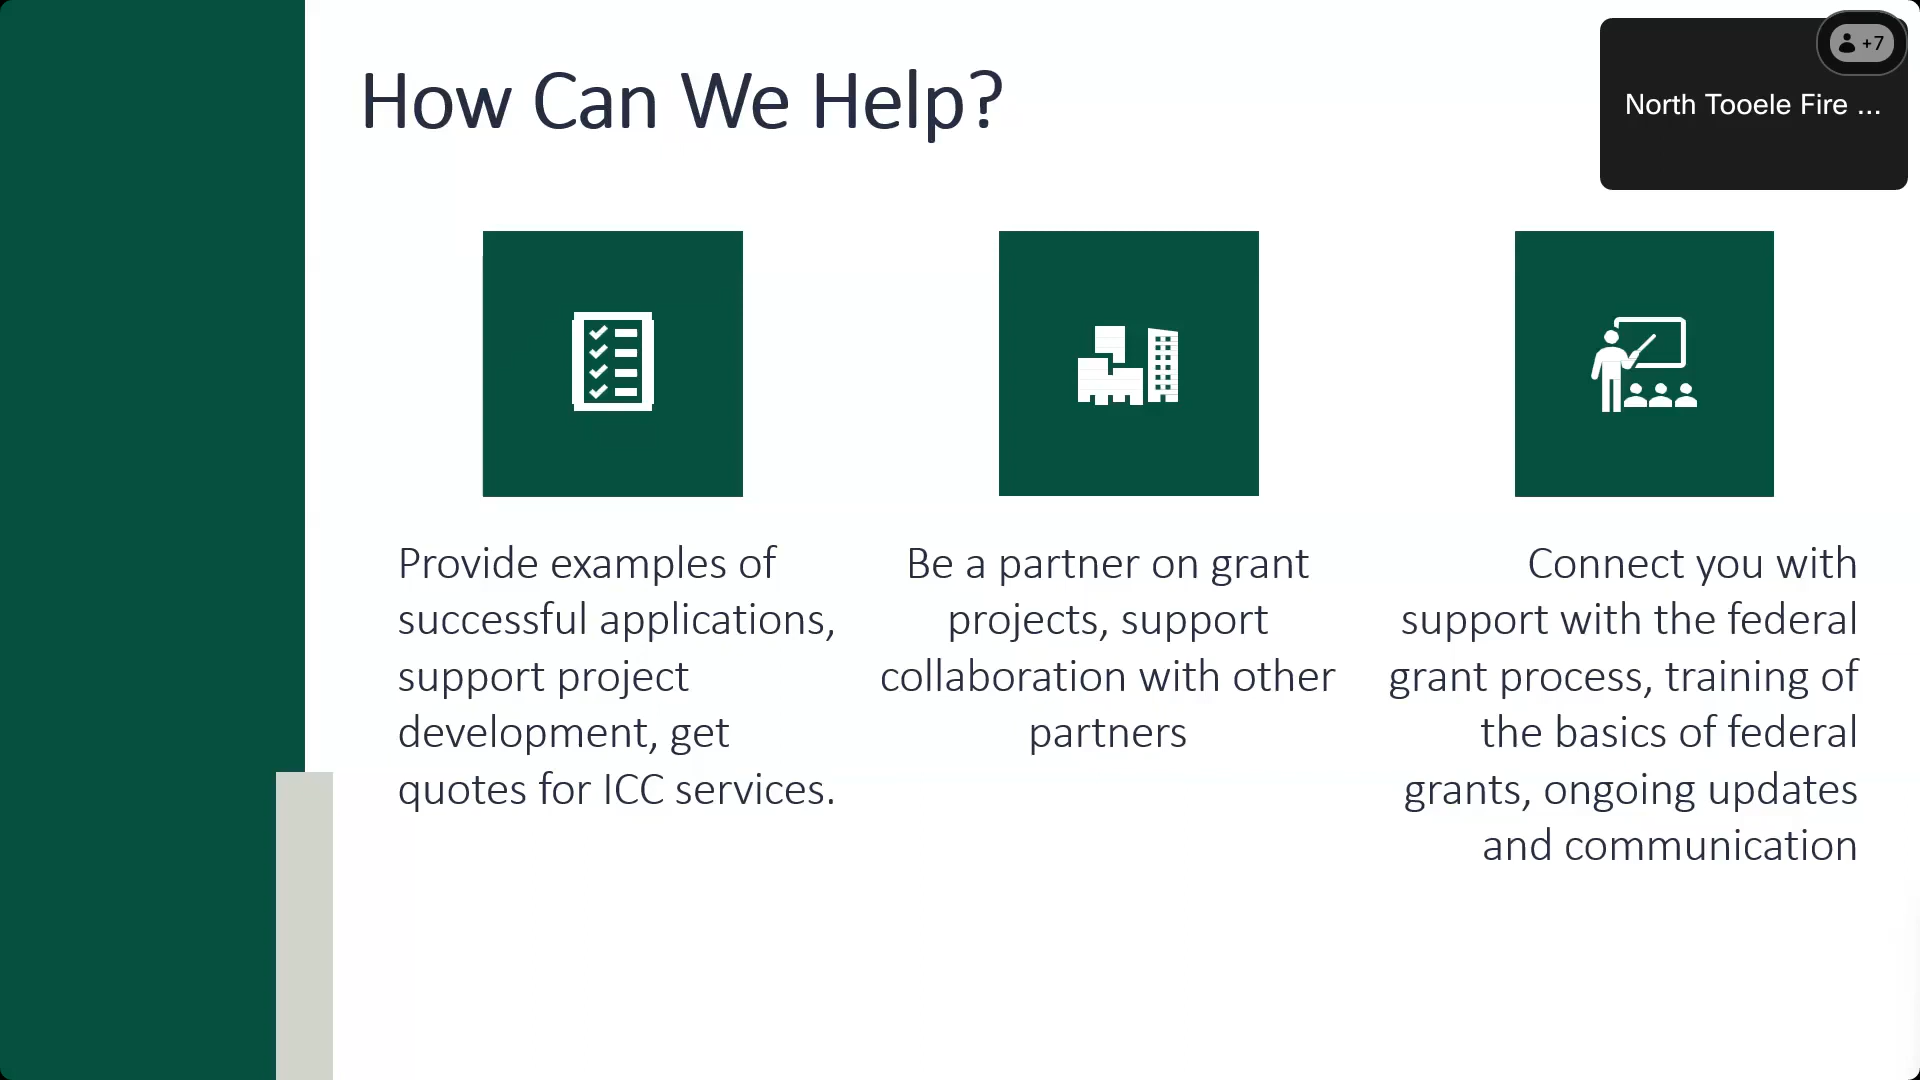 How Can We Help?
+7
North Tooele Fire ...
Provide examples of
successful applications,
support project
development, get
quotes for ICC services.
Be a partner on grant
projects, support
collaboration with other
partners
Connect you with
support with the federal
grant process, training of
the basics of federal
grants, ongoing updates
and communication